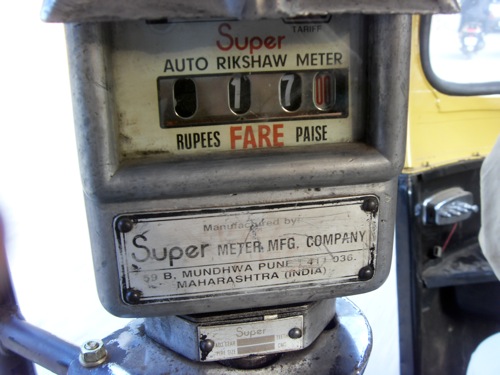 TARIFF
Super
AUTO RIKSHAW METER
0 1 7 0
RUPEES FARE PAISE
Manufactured by:
Super METER MFG. COMPANY
59 B, MUNDHWA PUNE 411 036.
MAHARASHTRA (INDIA)
Super